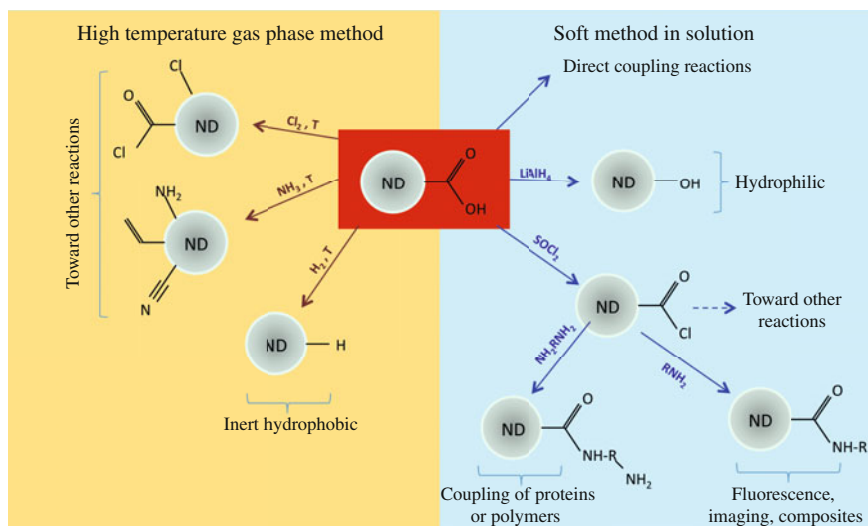 High temperature gas phase method
Soft method in solution
Direct coupling reactions
Toward other reactions
Cl
O
Cl
ND
Cl₂, T
NH₂
ND
N
NH₃, T
H₂, T
ND
H
Inert hydrophobic
ND
O
OH
LiAlH₄
ND
OH
Hydrophilic
SOCl₂
ND
O
Cl
Toward other
reactions
NH₂RNH₂
RNH₂
ND
O
NH-R
NH₂
Coupling of proteins
or polymers
ND
O
NH-R
Fluorescence,
imaging, composites